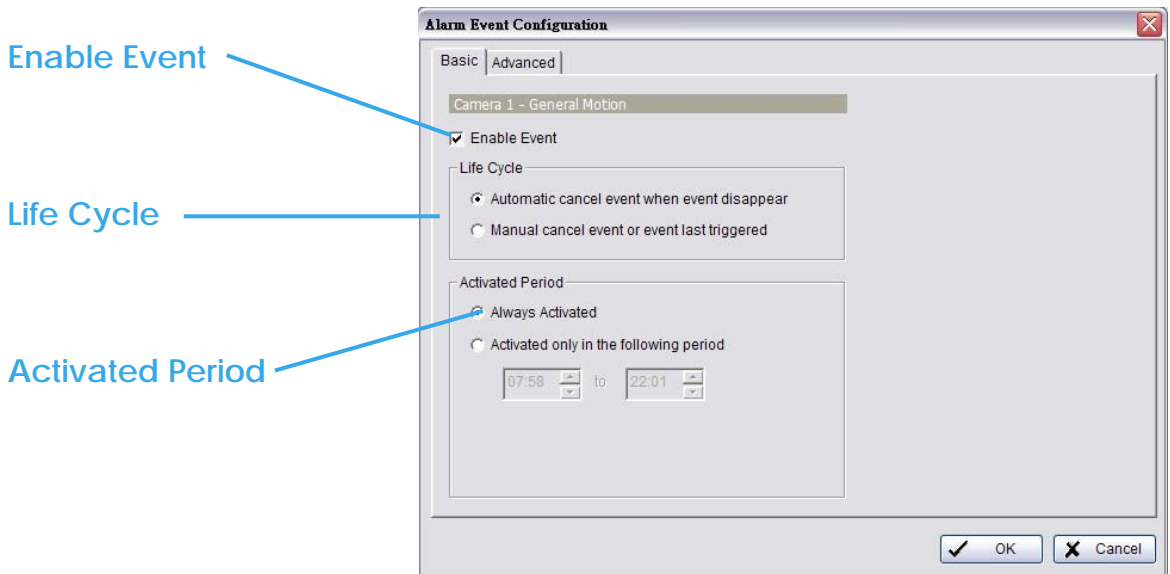 Alarm Event Configuration
Enable Event
Basic Advanced
Camera 1 - General Motion
Enable Event
Life Cycle
Automatic cancel event when event disappear
Life Cycle
Manual cancel event or event last triggered
Activated Period
Always Activated
Activated only in the following period
Activated Period
07:58 to 22:01
OK Cancel